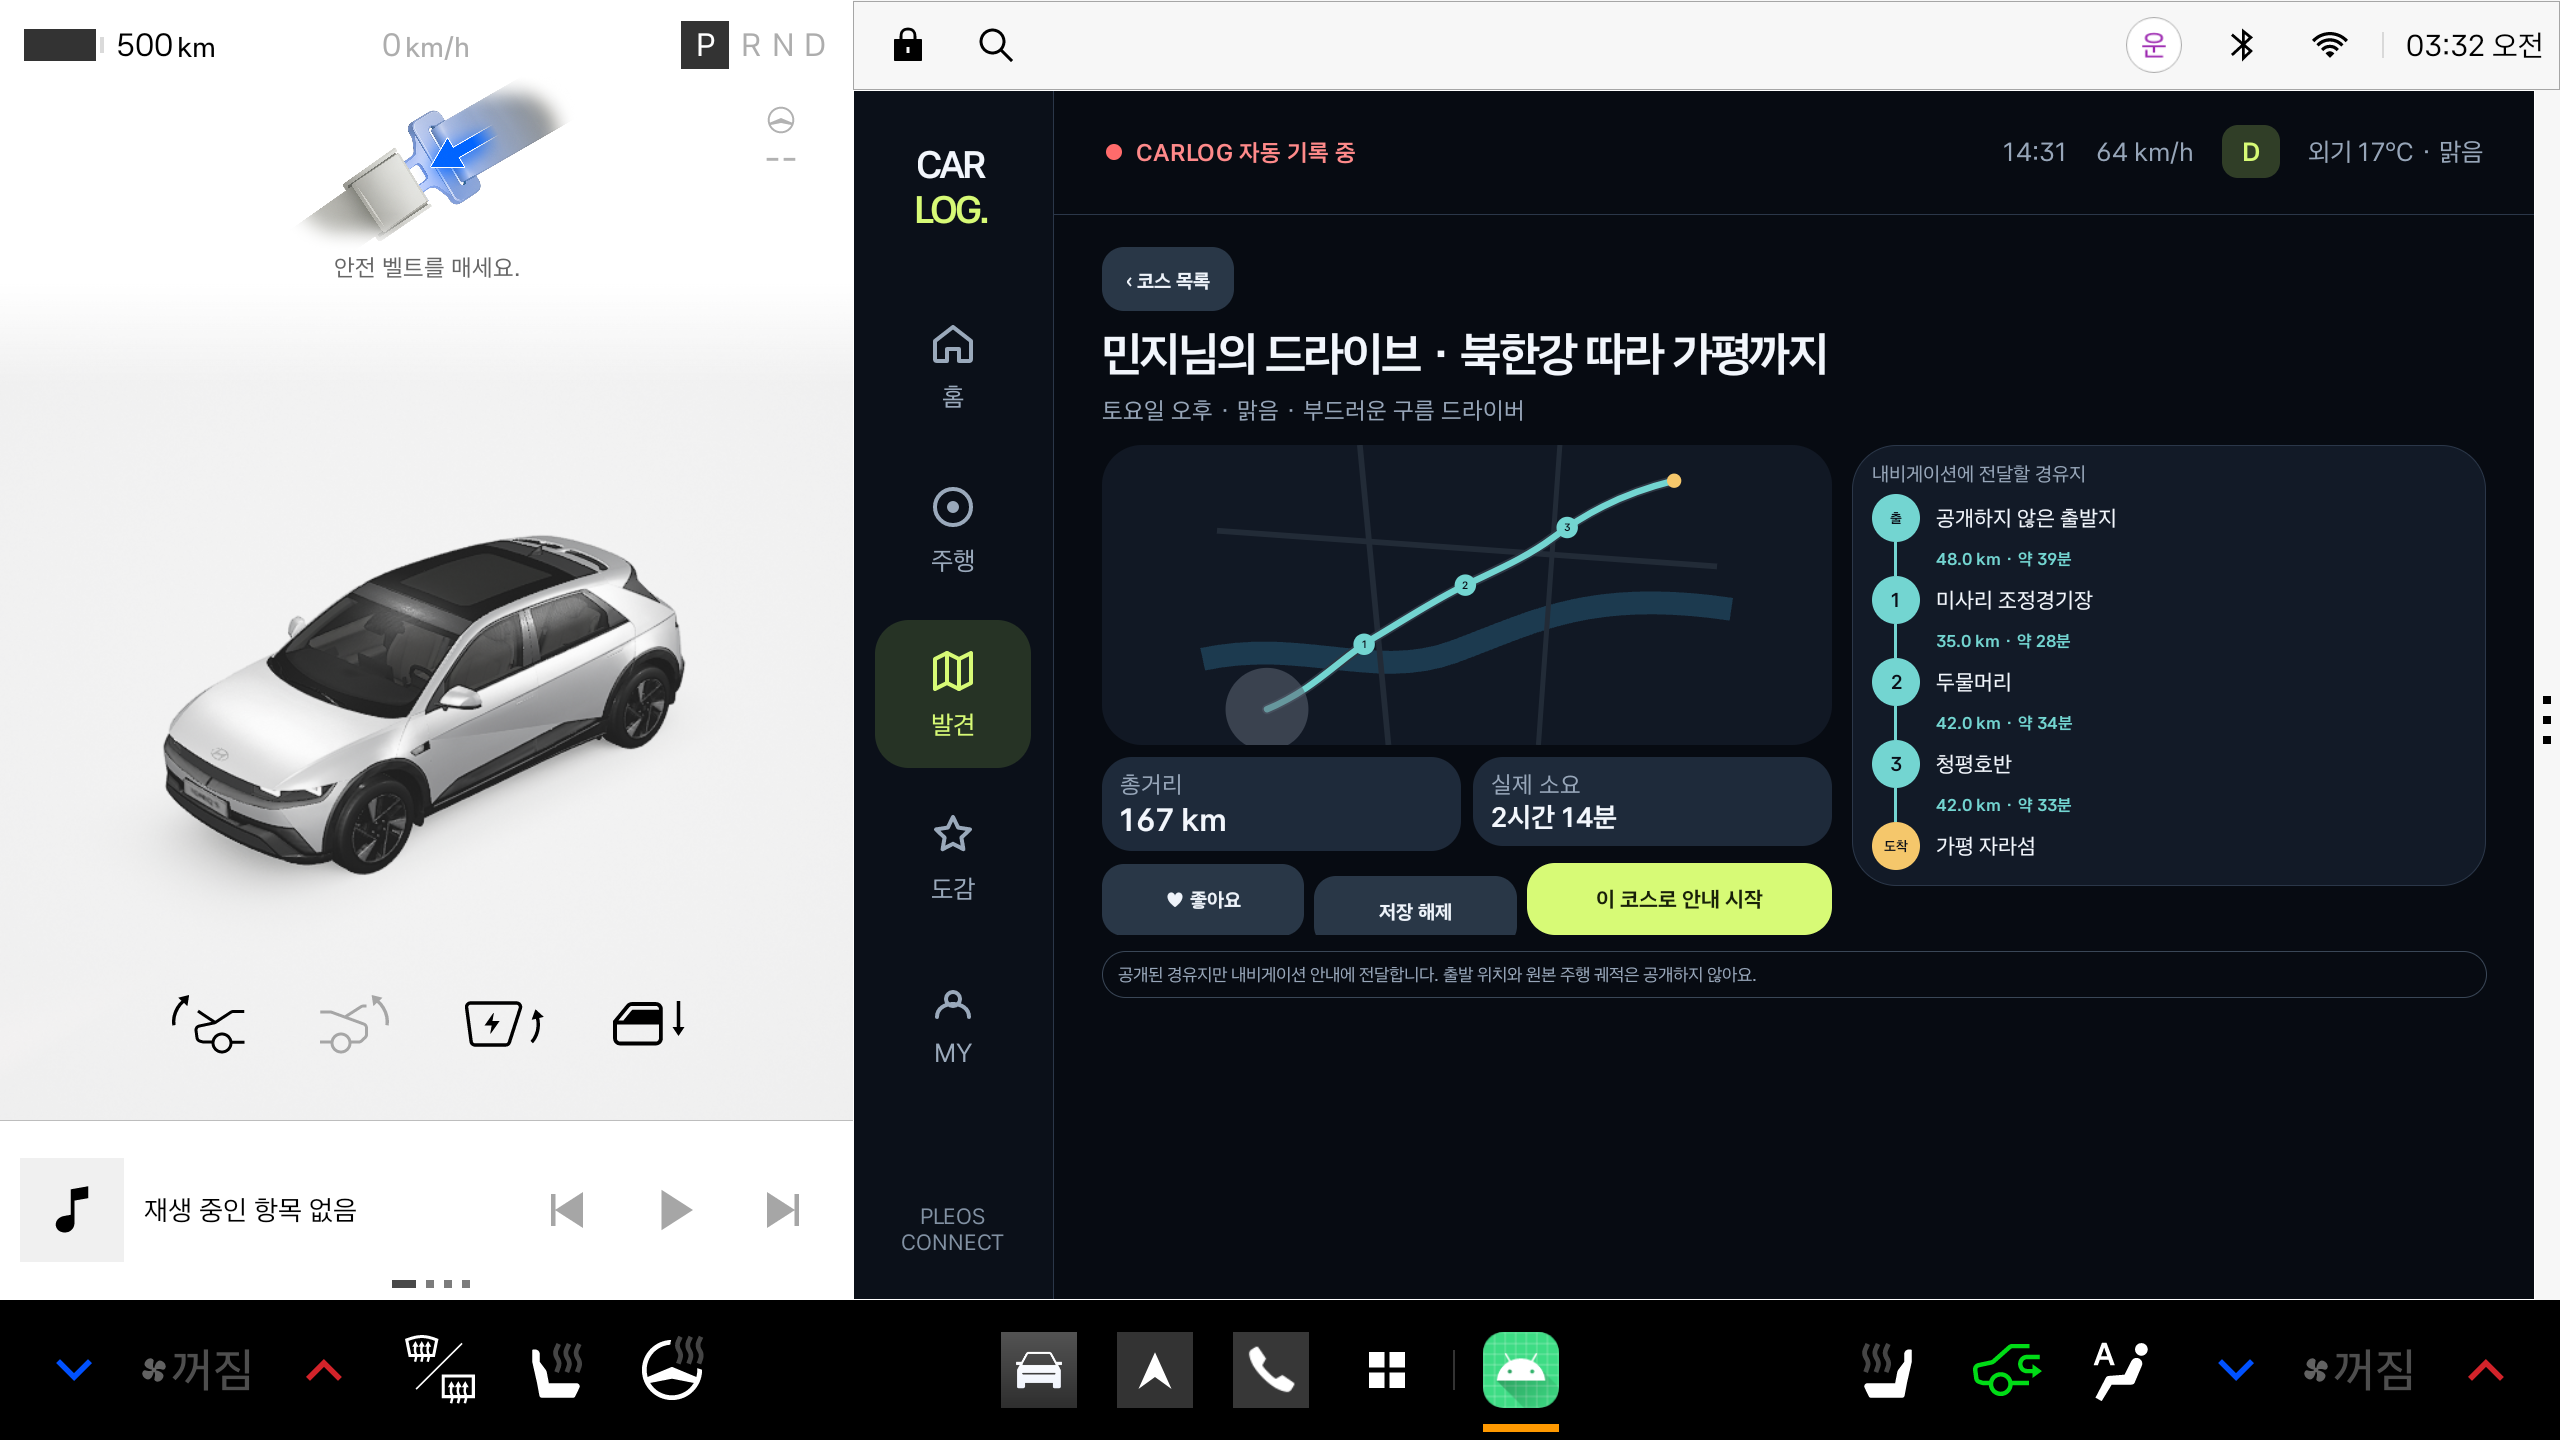 500 km
0 km/h
P R N D
안전 벨트를 매세요.
--
재생 중인 항목 없음
운
03:32 오전
CAR
LOG.
홈
주행
발견
도감
MY
PLEOS
CONNECT
CARLOG 자동 기록 중
14:31 64 km/h D 외기 17°C · 맑음
‹ 코스 목록
민지님의 드라이브 · 북한강 따라 가평까지
토요일 오후 · 맑음 · 부드러운 구름 드라이버
1
2
3
총거리
167 km
실제 소요
2시간 14분
♥ 좋아요
저장 해제
이 코스로 안내 시작
내비게이션에 전달할 경유지
출 공개하지 않은 출발지
48.0 km · 약 39분
1 미사리 조정경기장
35.0 km · 약 28분
2 두물머리
42.0 km · 약 34분
3 청평호반
42.0 km · 약 33분
도착 가평 자라섬
공개된 경유지만 내비게이션 안내에 전달합니다. 출발 위치와 원본 주행 궤적은 공개하지 않아요.
꺼짐
A
꺼짐